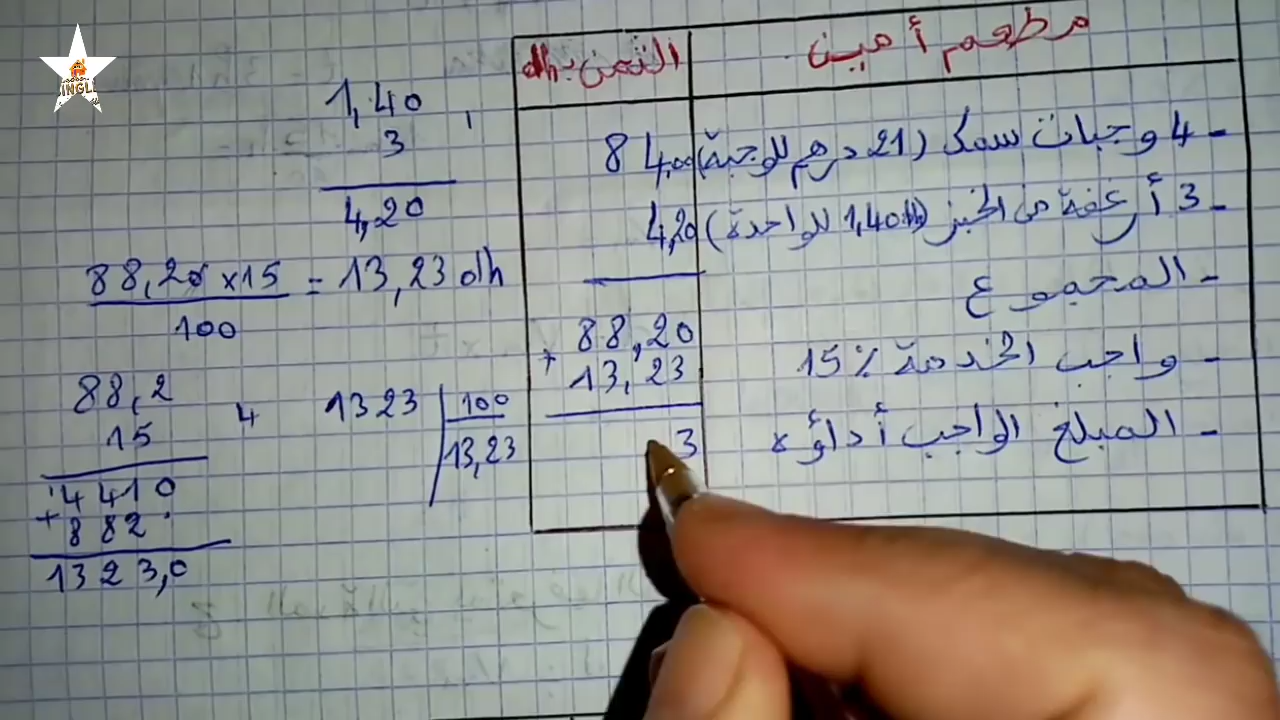 مطعم أمين
الثمن بـ dh
- 4 وجبات سمك (21 درهم للوجبة) 84,00
- 3 أرغفة من الخبز (1,40dh للواحدة) 4,20
- المجموع 88,20
- واجب الخدمة 15% + 13,23
- المبلغ الواجب أداؤه 3
1,40
3
4,20
88,20 x 15 = 13,23 dh
100
88,2
15
4410
+ 882.
1323,0
1323 100
13,23